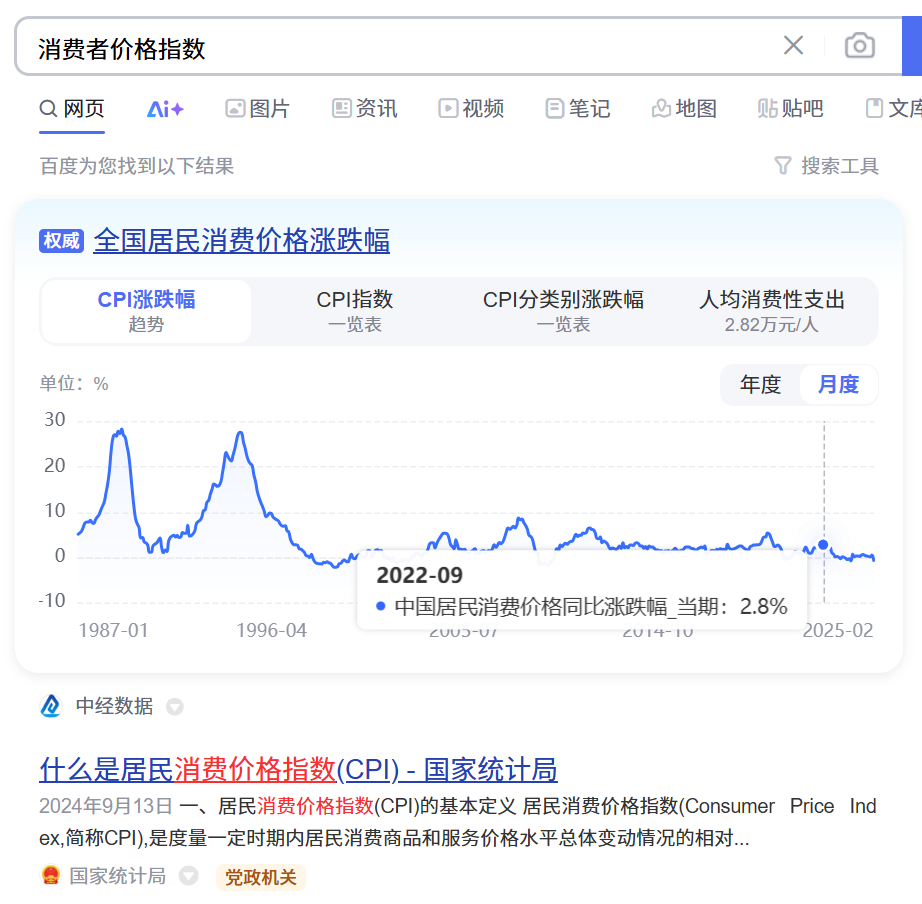 消费者价格指数
网页 Ai 图片 资讯 视频 笔记 地图 贴吧 文库
百度为您找到以下结果 搜索工具
权威 全国居民消费价格涨跌幅
CPI涨跌幅 CPI指数 CPI分类别涨跌幅 人均消费性支出
趋势 一览表 一览表 2.82万元/人
单位：% 年度 月度
30
20
10
0
-10
2022-09
中国居民消费价格同比涨跌幅_当期：2.8%
1987-01 1996-04 2005-07 2014-10 2025-02
中经数据
什么是居民消费价格指数(CPI) - 国家统计局
2024年9月13日 一、居民消费价格指数(CPI)的基本定义 居民消费价格指数(Consumer Price Ind
ex,简称CPI),是度量一定时期内居民消费商品和服务价格水平总体变动情况的相对...
国家统计局 党政机关